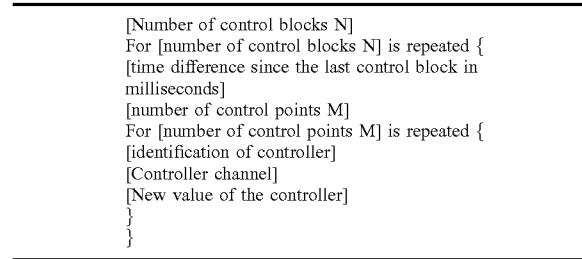 [Number of control blocks N]
For [number of control blocks N] is repeated {
[time difference since the last control block in
milliseconds]
[number of control points M]
For [number of control points M] is repeated {
[identification of controller]
[Controller channel]
[New value of the controller]
}
}